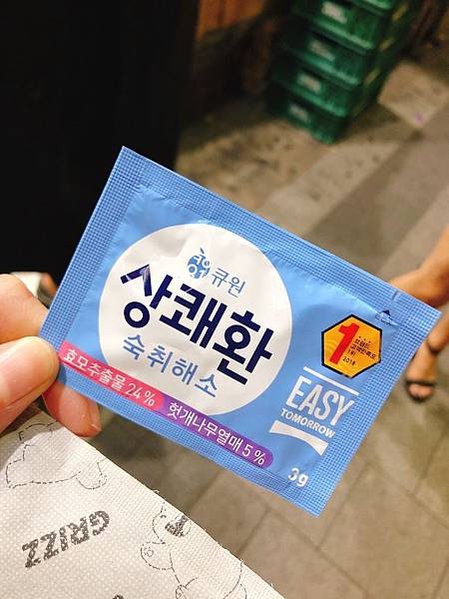 큐원
상쾌환
숙취해소
효모추출물 24%
헛개나무열매 5%
1
2018
EASY
TOMORROW
3g
GRIZZ